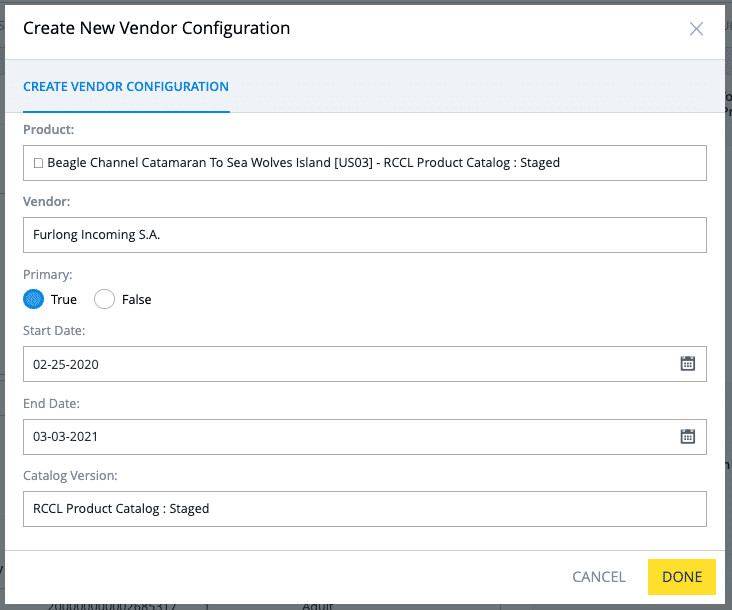 Create New Vendor Configuration
CREATE VENDOR CONFIGURATION
Product:
Beagle Channel Catamaran To Sea Wolves Island [US03] - RCCL Product Catalog : Staged
Vendor:
Furlong Incoming S.A.
Primary:
True False
Start Date:
02-25-2020
End Date:
03-03-2021
Catalog Version:
RCCL Product Catalog : Staged
CANCEL DONE